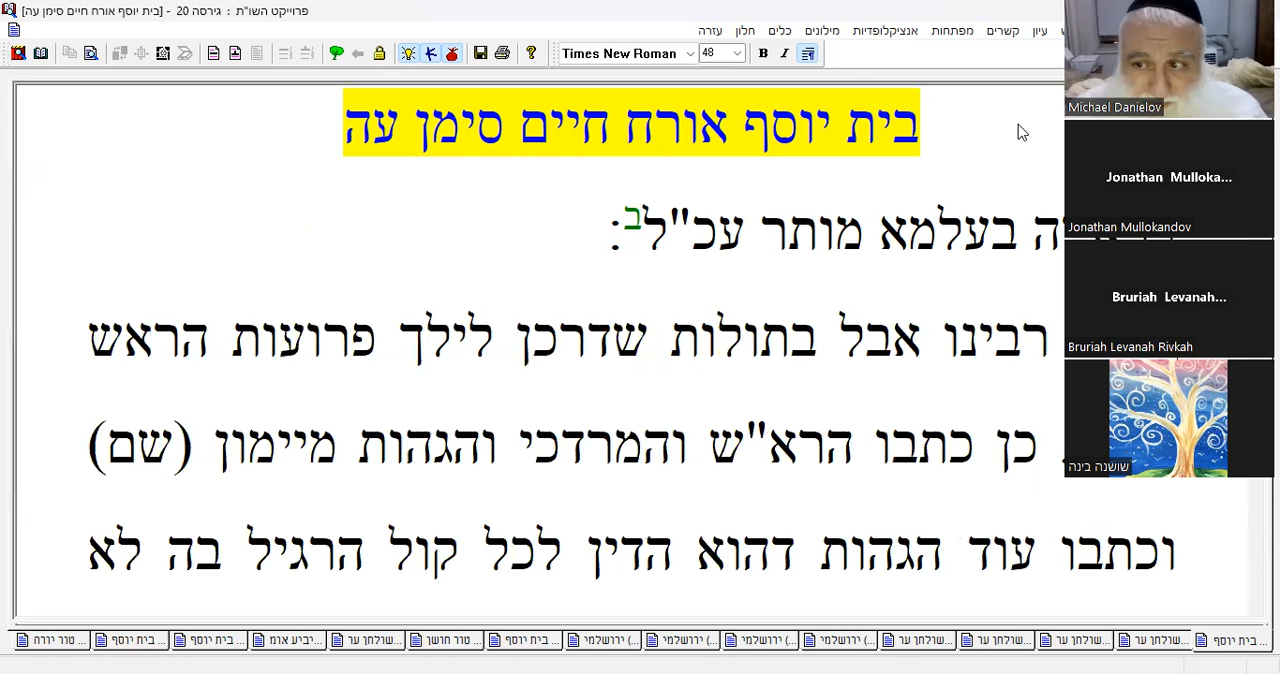 פרוייקט השו"ת : גירסה 20 - [בית יוסף אורח חיים סימן עה]
עיון קשרים מפתחות אנציקלופדיות מילונים כלים חלון עזרה
Times New Roman 48 B I
בית יוסף אורח חיים סימן עה
בעלמא מותר עכ"לב:
רבינו אבל בתולות שדרכן לילך פרועות הראש
כן כתבו הרא"ש והמרדכי והגהות מיימון (שם)
וכתבו עוד הגהות דהוא הדין לכל קול הרגיל בה לא
Michael Danielov
Jonathan Mulloka...
Jonathan Mullokandov
Bruriah Levanah...
Bruriah Levanah Rivkah
שושנה בינה
בית יוסף ...
שולחן ער...
שולחן ער...
שולחן ער...
שולחן ער...
ירושלמי (...
ירושלמי (...
ירושלמי (...
ירושלמי (...
בית יוסף ...
טור חושן ...
שולחן ער...
יביע אומ...
בית יוסף ...
בית יוסף ...
טור יורה ...